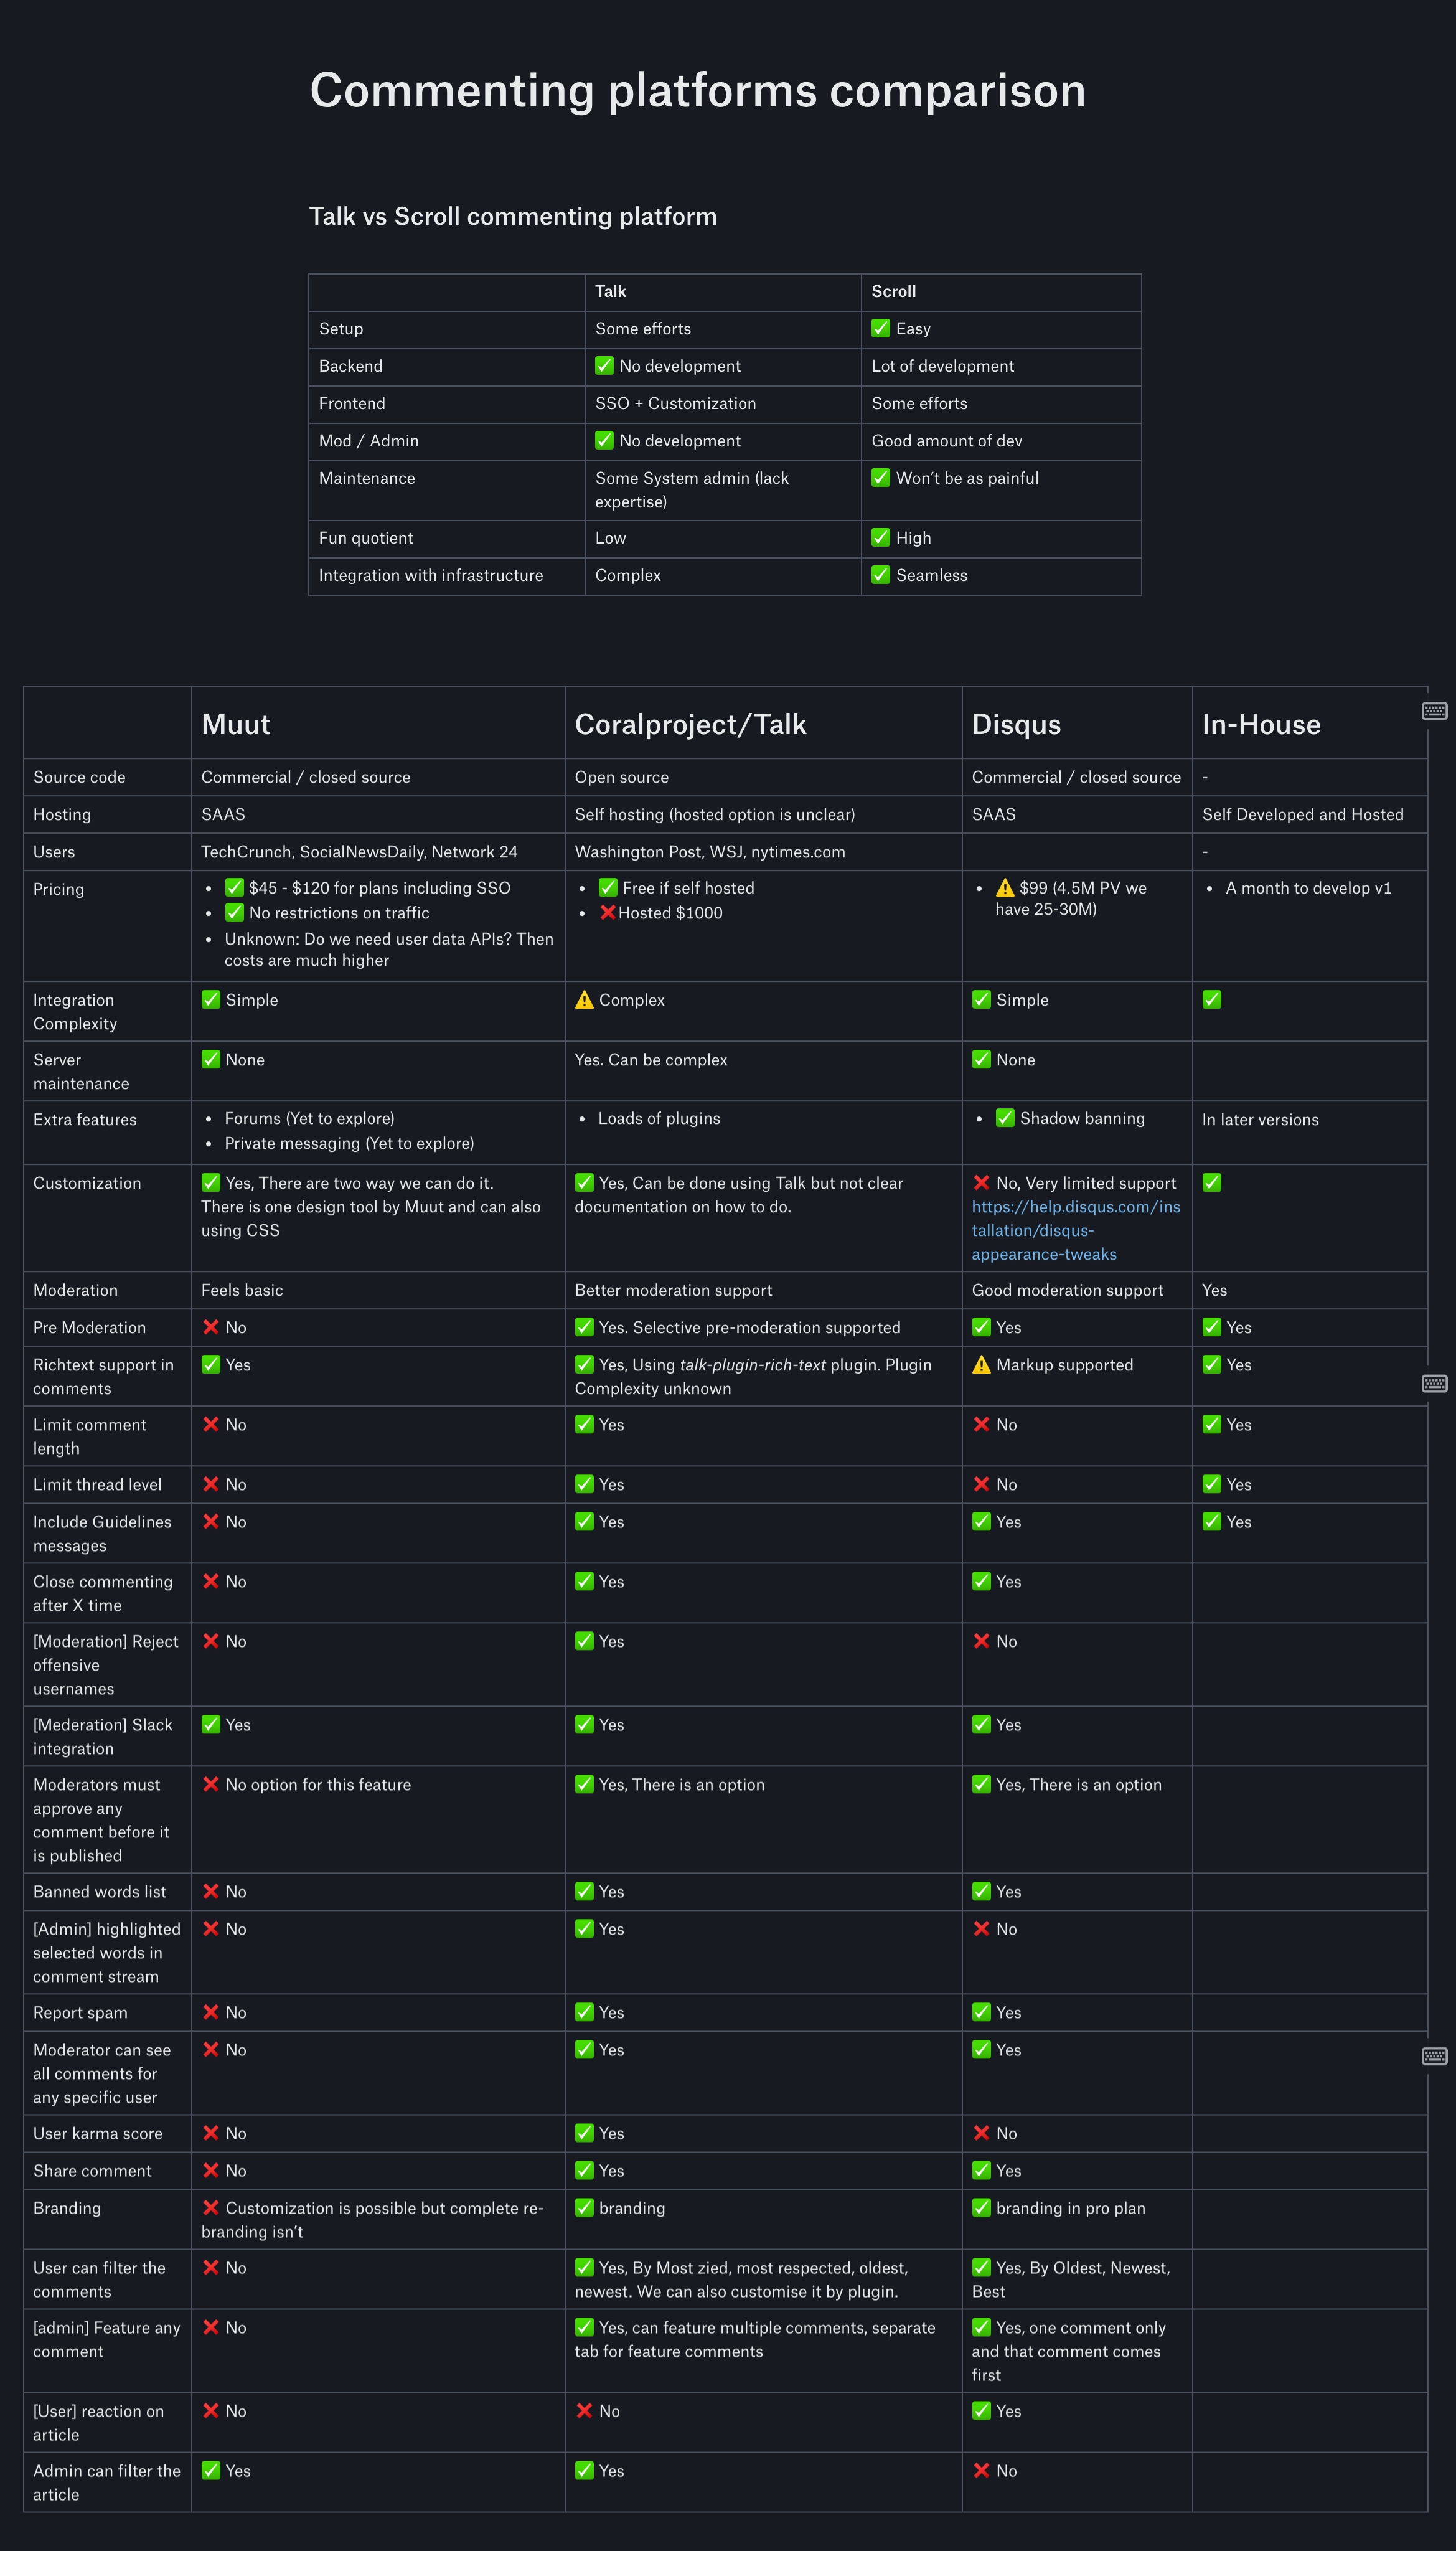 Commenting platforms comparison
Talk vs Scroll commenting platform
Talk
Scroll
Setup
Some efforts
✅ Easy
Backend
✅ No development
Lot of development
Frontend
SSO + Customization
Some efforts
Mod / Admin
✅ No development
Good amount of dev
Maintenance
Some System admin (lack
expertise)
✅ Won’t be as painful
Fun quotient
Low
✅ High
Integration with infrastructure
Complex
✅ Seamless
Muut
Coralproject/Talk
Disqus
In-House
Source code
Commercial / closed source
Open source
Commercial / closed source
-
Hosting
SAAS
Self hosting (hosted option is unclear)
SAAS
Self Developed and Hosted
Users
TechCrunch, SocialNewsDaily, Network 24
Washington Post, WSJ, nytimes.com
-
Pricing
• ✅ $45 - $120 for plans including SSO
• ✅ No restrictions on traffic
• Unknown: Do we need user data APIs? Then
costs are much higher
• ✅ Free if self hosted
• ❌Hosted $1000
• ⚠️ $99 (4.5M PV we
have 25-30M)
• A month to develop v1
Integration
Complexity
✅ Simple
⚠️ Complex
✅ Simple
✅
Server
maintenance
✅ None
Yes. Can be complex
✅ None
Extra features
• Forums (Yet to explore)
• Private messaging (Yet to explore)
• Loads of plugins
• ✅ Shadow banning
In later versions
Customization
✅ Yes, There are two way we can do it.
There is one design tool by Muut and can also
using CSS
✅ Yes, Can be done using Talk but not clear
documentation on how to do.
❌ No, Very limited support
https://help.disqus.com/ins
tallation/disqus-
appearance-tweaks
✅
Moderation
Feels basic
Better moderation support
Good moderation support
Yes
Pre Moderation
❌ No
✅ Yes. Selective pre-moderation supported
✅ Yes
✅ Yes
Richtext support in
comments
✅ Yes
✅ Yes, Using talk-plugin-rich-text plugin. Plugin
Complexity unknown
⚠️ Markup supported
✅ Yes
Limit comment
length
❌ No
✅ Yes
❌ No
✅ Yes
Limit thread level
❌ No
✅ Yes
❌ No
✅ Yes
Include Guidelines
messages
❌ No
✅ Yes
✅ Yes
✅ Yes
Close commenting
after X time
❌ No
✅ Yes
✅ Yes
[Moderation] Reject
offensive
usernames
❌ No
✅ Yes
❌ No
[Mederation] Slack
integration
✅ Yes
✅ Yes
✅ Yes
Moderators must
approve any
comment before it
is published
❌ No option for this feature
✅ Yes, There is an option
✅ Yes, There is an option
Banned words list
❌ No
✅ Yes
✅ Yes
[Admin] highlighted
selected words in
comment stream
❌ No
✅ Yes
❌ No
Report spam
❌ No
✅ Yes
✅ Yes
Moderator can see
all comments for
any specific user
❌ No
✅ Yes
✅ Yes
User karma score
❌ No
✅ Yes
❌ No
Share comment
❌ No
✅ Yes
✅ Yes
Branding
❌ Customization is possible but complete re-
branding isn’t
✅ branding
✅ branding in pro plan
User can filter the
comments
❌ No
✅ Yes, By Most zied, most respected, oldest,
newest. We can also customise it by plugin.
✅ Yes, By Oldest, Newest,
Best
[admin] Feature any
comment
❌ No
✅ Yes, can feature multiple comments, separate
tab for feature comments
✅ Yes, one comment only
and that comment comes
first
[User] reaction on
article
❌ No
❌ No
✅ Yes
Admin can filter the
article
✅ Yes
✅ Yes
❌ No